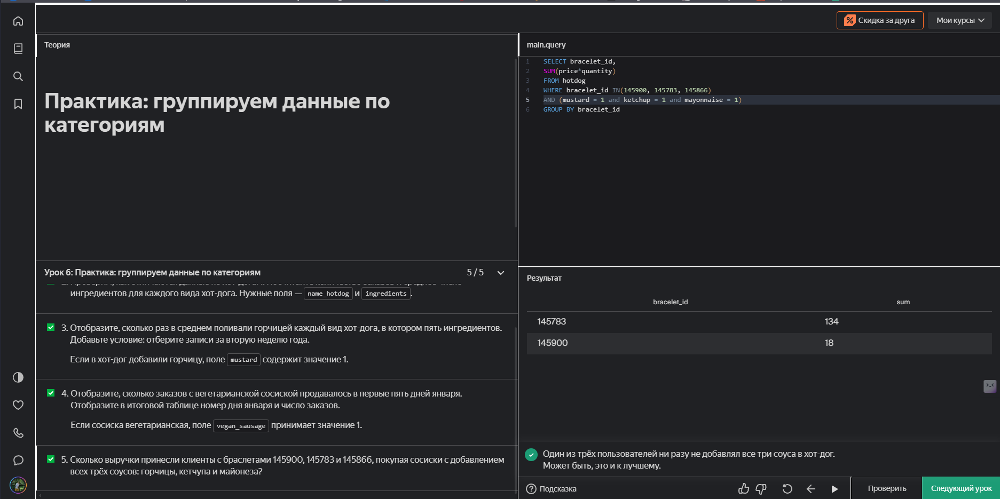 Скидка за друга
Мои курсы
Теория
Практика: группируем данные по
категориям
Урок 6: Практика: группируем данные по категориям
5 / 5
ингредиентов для каждого вида хот-дога. Нужные поля — name_hotdog и ingredients.
3. Отобразите, сколько раз в среднем поливали горчицей каждый вид хот-дога, в котором пять ингредиентов.
Добавьте условие: отберите записи за вторую неделю года.
Если в хот-дог добавили горчицу, поле mustard содержит значение 1.
4. Отобразите, сколько заказов с вегетарианской сосиской продавалось в первые пять дней января.
Отобразите в итоговой таблице номер дня января и число заказов.
Если сосиска вегетарианская, поле vegan_sausage принимает значение 1.
5. Сколько выручки принесли клиенты с браслетами 145900, 145783 и 145866, покупая сосиски с добавлением
всех трёх соусов: горчицы, кетчупа и майонеза?
main.query
1 SELECT bracelet_id,
2 SUM(price*quantity)
3 FROM hotdog
4 WHERE bracelet_id IN(145900, 145783, 145866)
5 AND (mustard = 1 and ketchup = 1 and mayonnaise = 1)
6 GROUP BY bracelet_id
Результат
bracelet_id sum
145783 134
145900 18
Один из трёх пользователей ни разу не добавлял все три соуса в хот-дог.
Может быть, это и к лучшему.
Подсказка
Проверить
Следующий урок